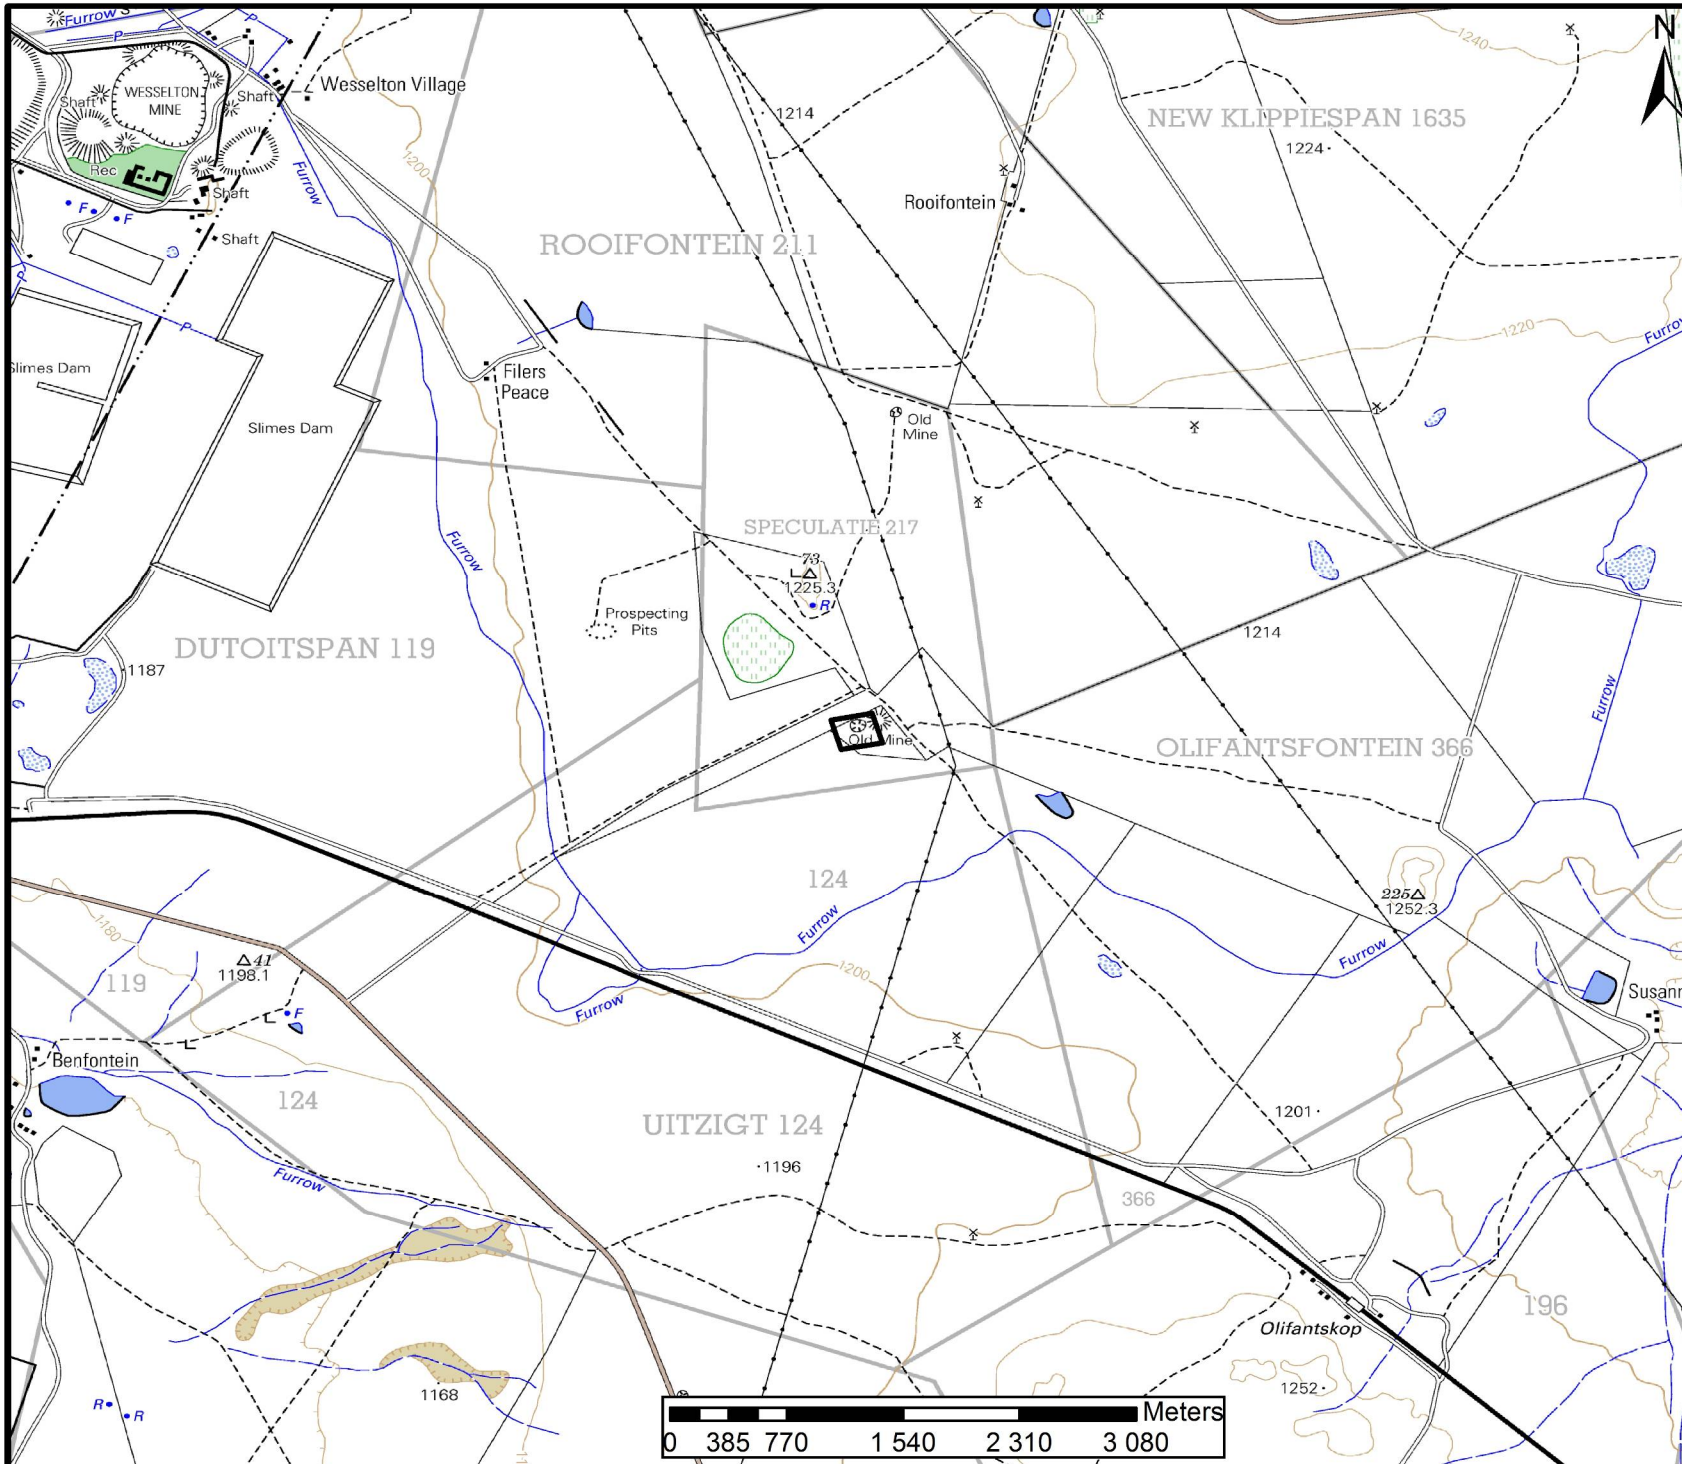 Furrow
S
P
P
N
1240
WESSELTON
MINE
Shaft
Shaft
Wesselton Village
1214
NEW KLIPPIESPAN 1635
1224
1200
Rec
Furrow
Shaft
F
F
Shaft
Rooifontein
ROOIFONTEIN 211
P
P
1220
Furrow
Slimes Dam
Filers
Peace
Slimes Dam
Old
Mine
SPECULATIE 217
Furrow
73
1225.3
R
Prospecting
Pits
1214
DUTOITSPAN 119
1187
Furrow
Old Mine
OLIFANTSFONTEIN 366
124
225
1252.3
Furrow
Furrow
1180
41
1198.1
119
1200
F
Furrow
Susann
Benfontein
124
1201
UITZIGT 124
1196
Furrow
366
196
Olifantskop
1168
1252
R
R
Meters
0 385 770 1 540 2 310 3 080